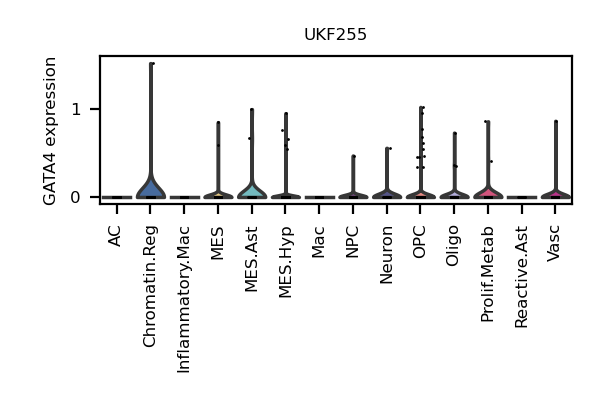 UKF255
GATA4 expression
1
0
AC
Chromatin.Reg
Inflammatory.Mac
MES
MES.Ast
MES.Hyp
Mac
NPC
Neuron
OPC
Oligo
Prolif.Metab
Reactive.Ast
Vasc